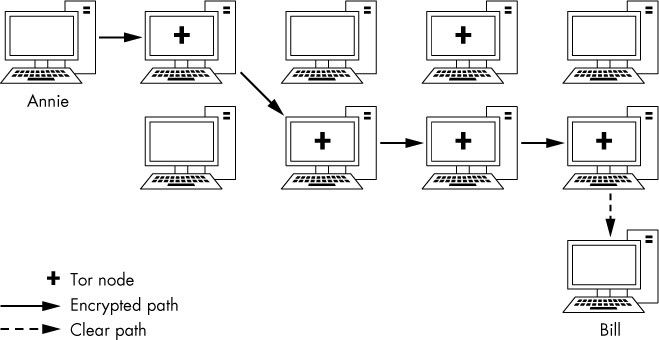 Annie
Tor node
Encrypted path
Clear path
Bill